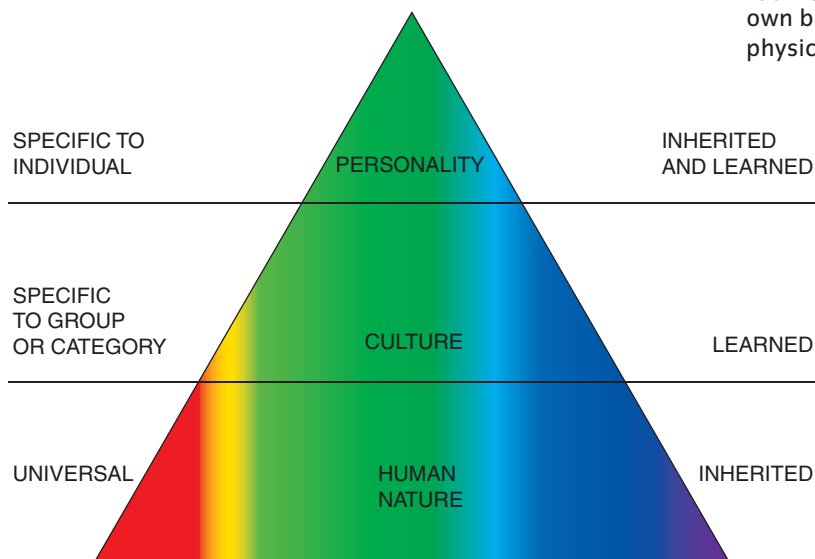 own b
physic
SPECIFIC TO
INDIVIDUAL
PERSONALITY
INHERITED
AND LEARNED
SPECIFIC
TO GROUP
OR CATEGORY
CULTURE
LEARNED
UNIVERSAL
HUMAN
NATURE
INHERITED